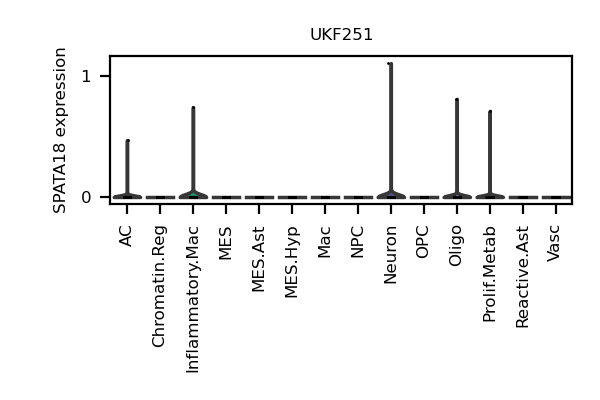 UKF251
SPATA18 expression
1
0
AC
Chromatin.Reg
Inflammatory.Mac
MES
MES.Ast
MES.Hyp
Mac
NPC
Neuron
OPC
Oligo
Prolif.Metab
Reactive.Ast
Vasc